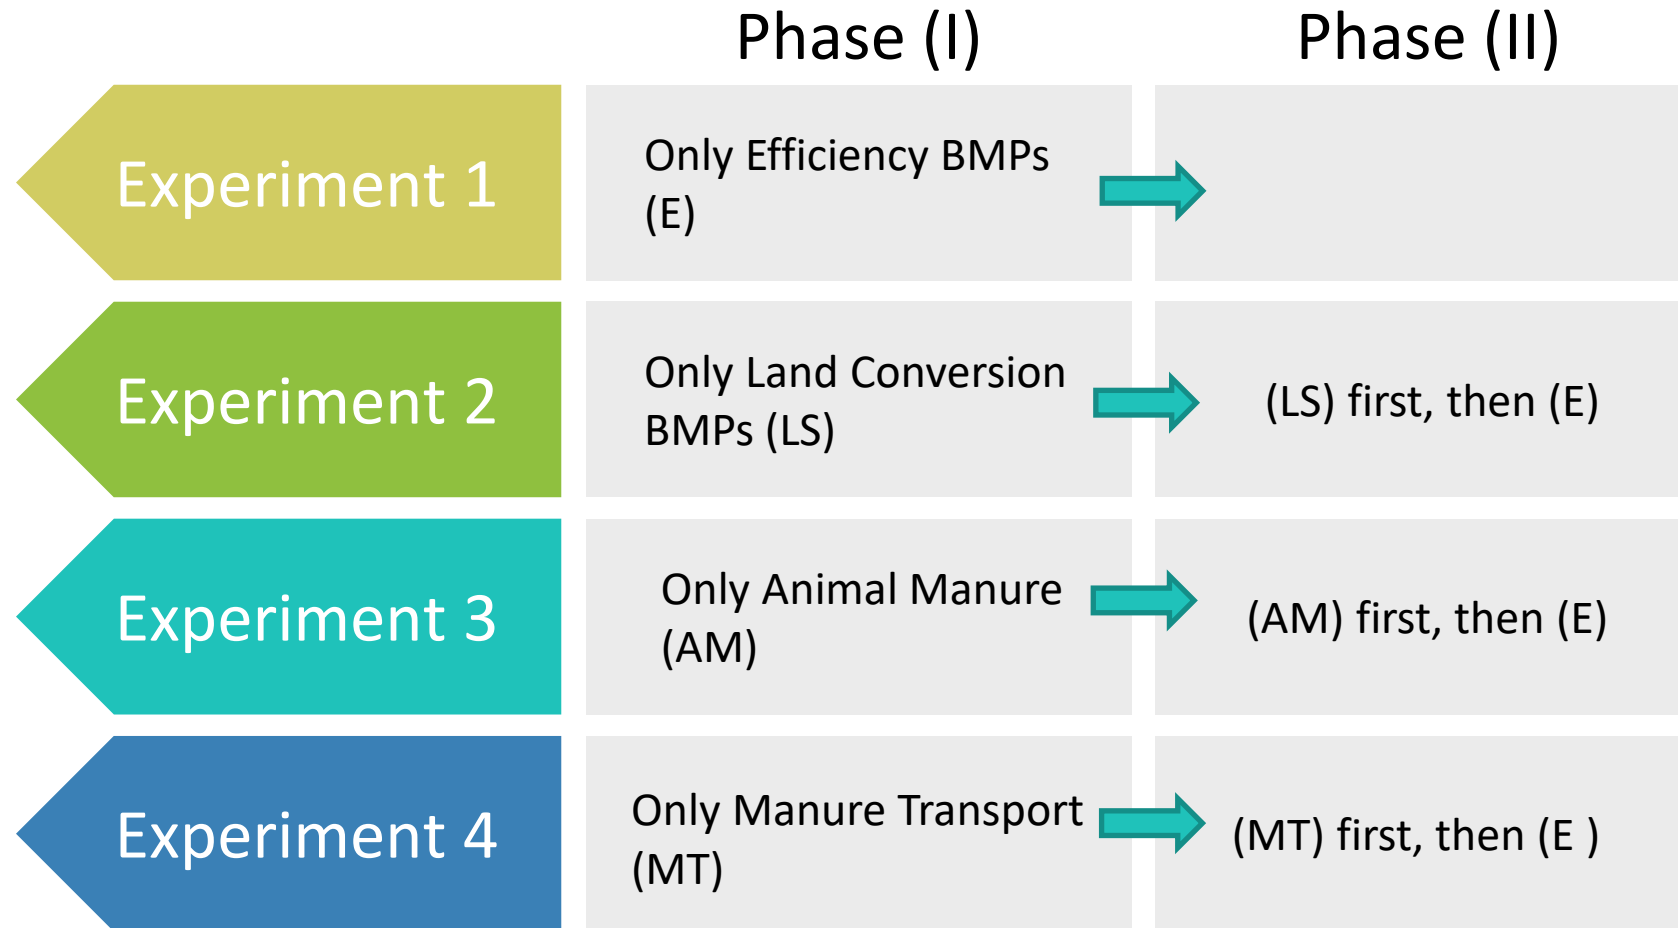 Phase (I)
Phase (II)
Experiment 1
Only Efficiency BMPs
(E)
Experiment 2
Only Land Conversion
BMPs (LS)
(LS) first, then (E)
Experiment 3
Only Animal Manure
(AM)
(AM) first, then (E)
Experiment 4
Only Manure Transport
(MT)
(MT) first, then (E )